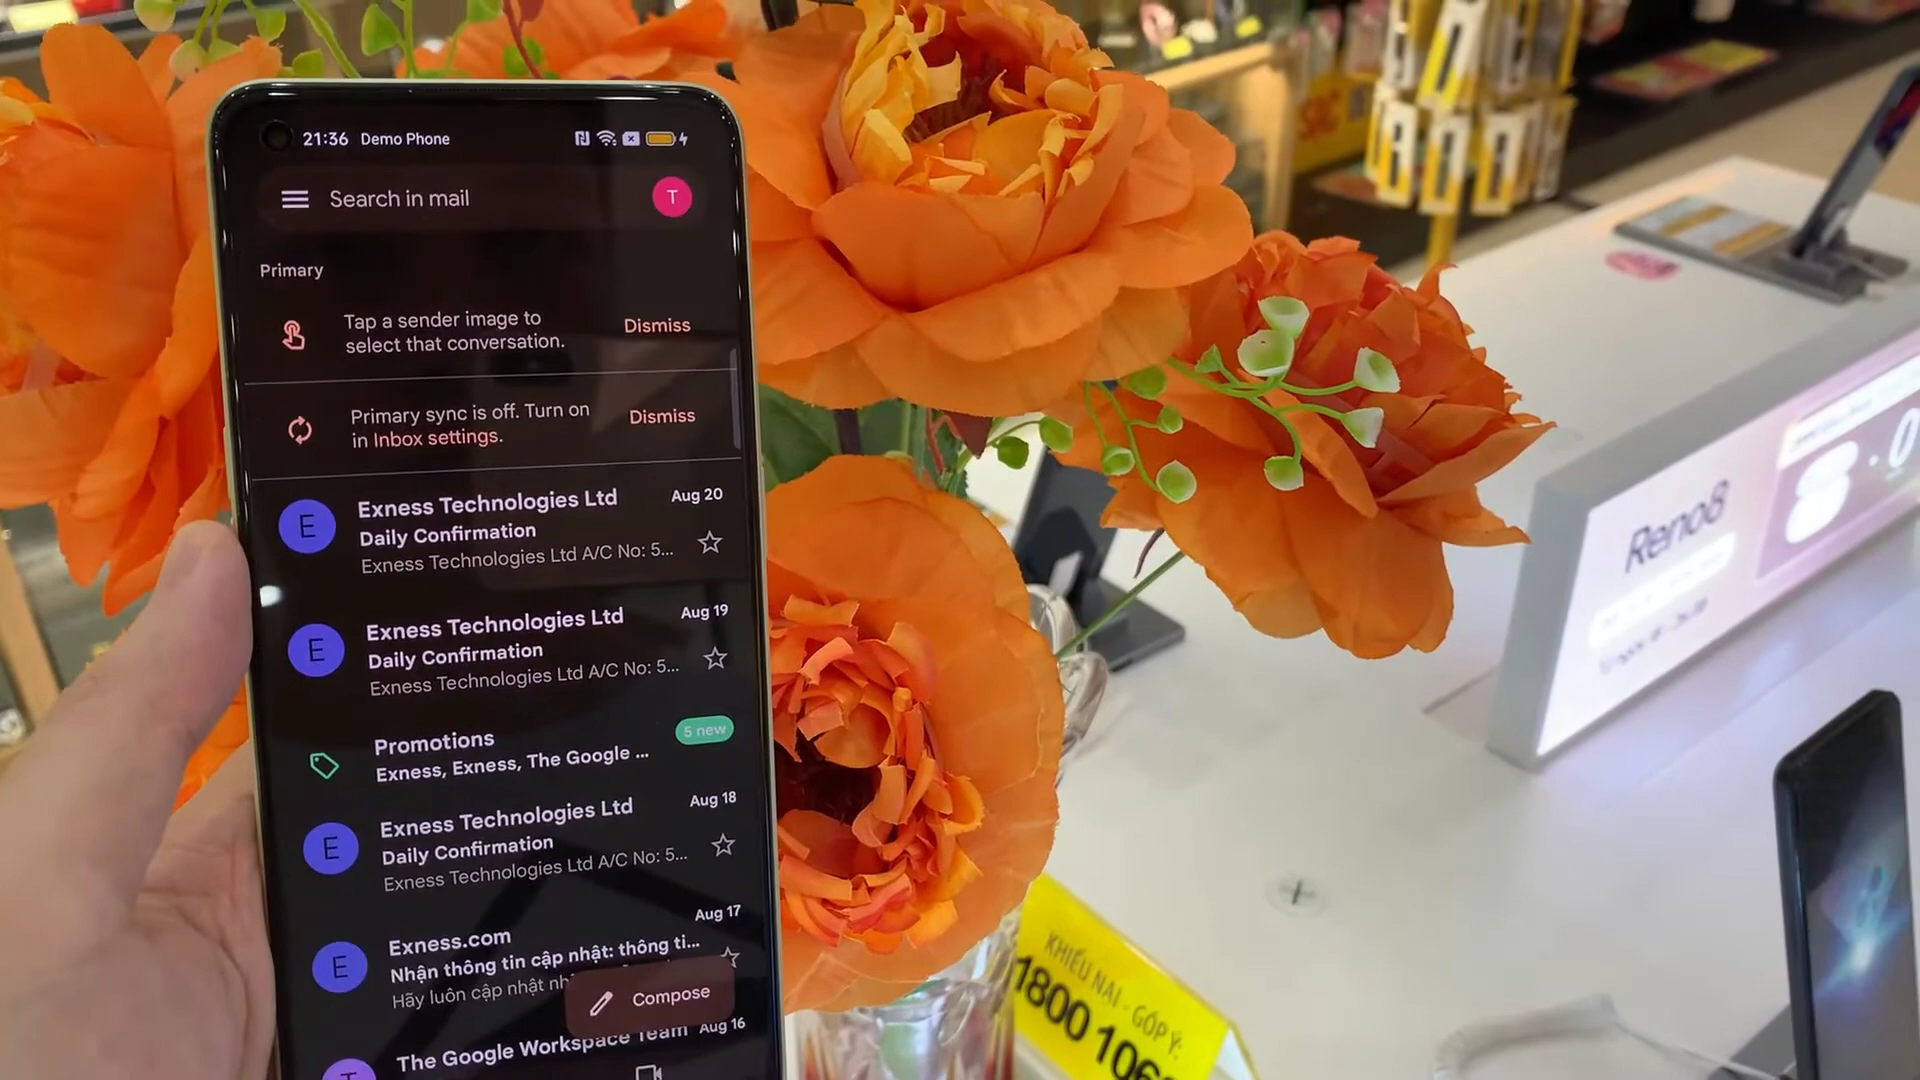 21:36 Demo Phone
Search in mail
T
Primary
Tap a sender image to
select that conversation.
Dismiss
Primary sync is off. Turn on
in Inbox settings.
Dismiss
E
Exness Technologies Ltd
Aug 20
Daily Confirmation
Exness Technologies Ltd A/C No: 5...
E
Exness Technologies Ltd
Aug 19
Daily Confirmation
Exness Technologies Ltd A/C No: 5...
Promotions
5 new
Exness, Exness, The Google ...
E
Exness Technologies Ltd
Aug 18
Daily Confirmation
Exness Technologies Ltd A/C No: 5...
E
Exness.com
Aug 17
Nhận thông tin cập nhật: thông ti...
Hãy luôn cập nhật
Compose
The Google Workspace Team
Aug 16
Reno8
KHIẾU NẠI - GÓP Ý:
1800 106